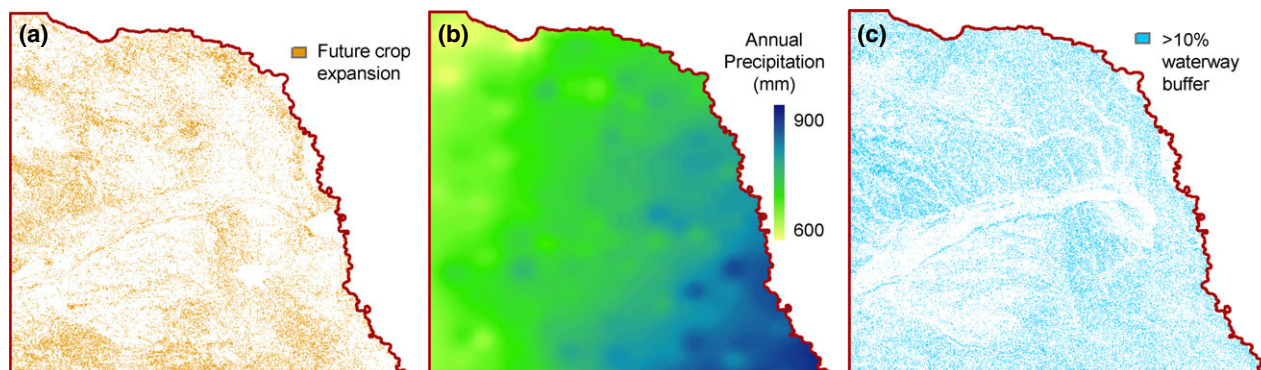 (a)
Future crop
expansion
(b)
Annual
Precipitation
(mm)
900
600
(c)
>10%
waterway
buffer